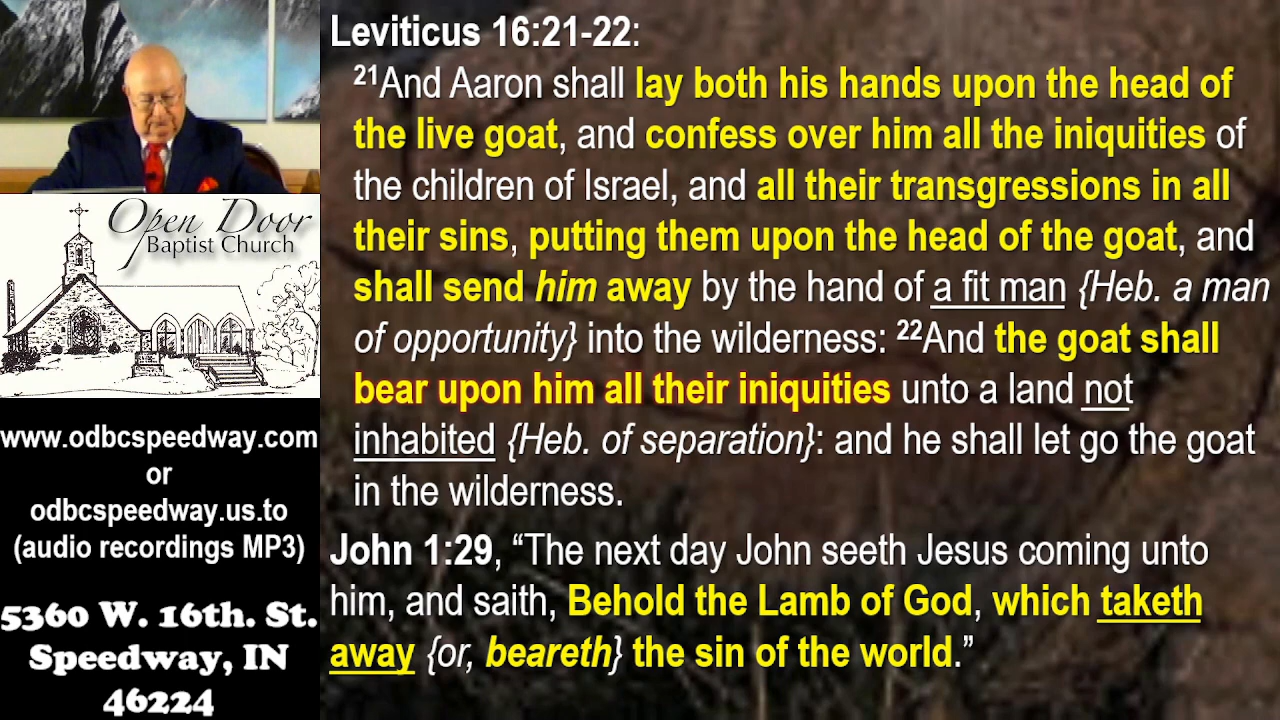 Open Door
Baptist Church
www.odbcspeedway.com
or
odbcspeedway.us.to
(audio recordings MP3)
5360 W. 16th. St.
Speedway, IN
46224
Leviticus 16:21-22:
²¹And Aaron shall lay both his hands upon the head of
the live goat, and confess over him all the iniquities of
the children of Israel, and all their transgressions in all
their sins, putting them upon the head of the goat, and
shall send him away by the hand of a fit man {Heb. a man
of opportunity} into the wilderness: ²²And the goat shall
bear upon him all their iniquities unto a land not
inhabited {Heb. of separation}: and he shall let go the goat
in the wilderness.
John 1:29, “The next day John seeth Jesus coming unto
him, and saith, Behold the Lamb of God, which taketh
away {or, beareth} the sin of the world.”